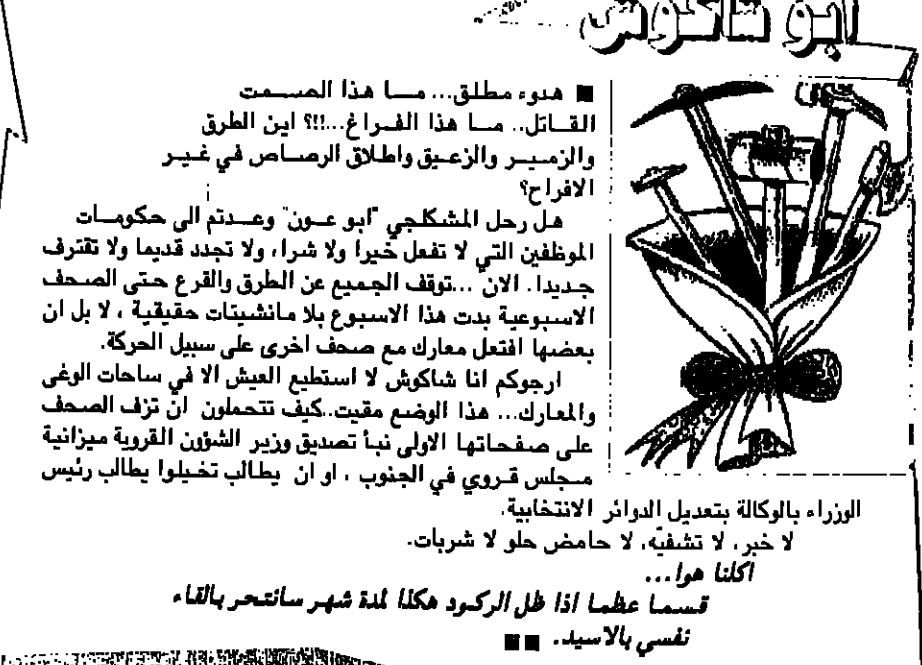 ابو شاكوش
■ هدوء مطلق... ما هذا الصمت
القاتل.. ما هذا الفراغ...!!؟ اين الطرق
والزمير والزعيق واطلاق الرصاص في غير
الافراح؟
هل رحل المشكلجي "ابو عون" وعدتم الى حكومات
الموظفين التي لا تفعل خيرا ولا شرا، ولا تجدد قديما ولا تقترف
جديدا. الان ...توقف الجميع عن الطرق والقرع حتى الصحف
الاسبوعية بدت هذا الاسبوع بلا مانشيتات حقيقية ، لا بل ان
بعضها افتعل معارك مع صحف اخرى على سبيل الحركة.
ارجوكم انا شاكوش لا استطيع العيش الا في ساحات الوغى
والمعارك... هذا الوضع مقيت..كيف تتحملون ان تزف الصحف
على صفحاتها الاولى نبأ تصديق وزير الشؤون القروية ميزانية
مجلس قروي في الجنوب ، او ان يطالب تخيلوا يطالب رئيس
الوزراء بالوكالة بتعديل الدوائر الانتخابية.
لا خبر، لا تشفيّه، لا حامض حلو لا شربات.
اكلنا هوا...
قسما عظما اذا ظل الركود هكذا لمدة شهر سانتحر بالقاء
نفسي بالاسيد. ■ ■